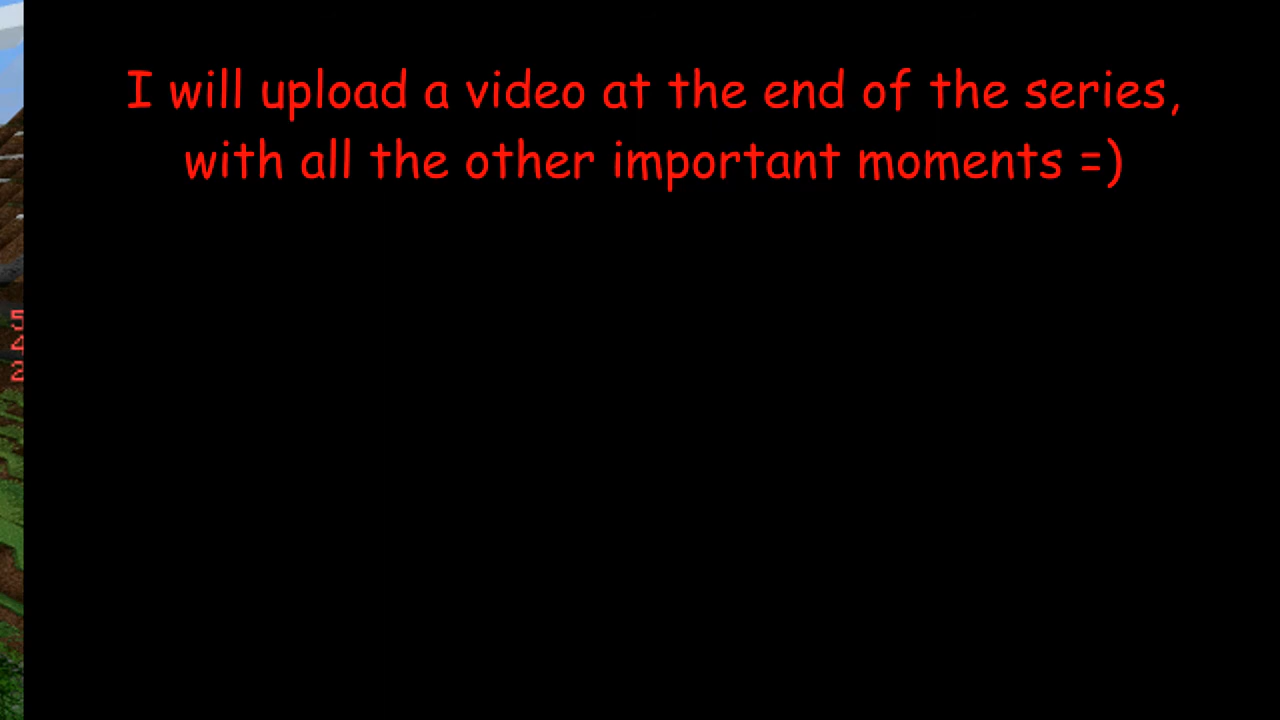 I will upload a video at the end of the series,
with all the other important moments =)